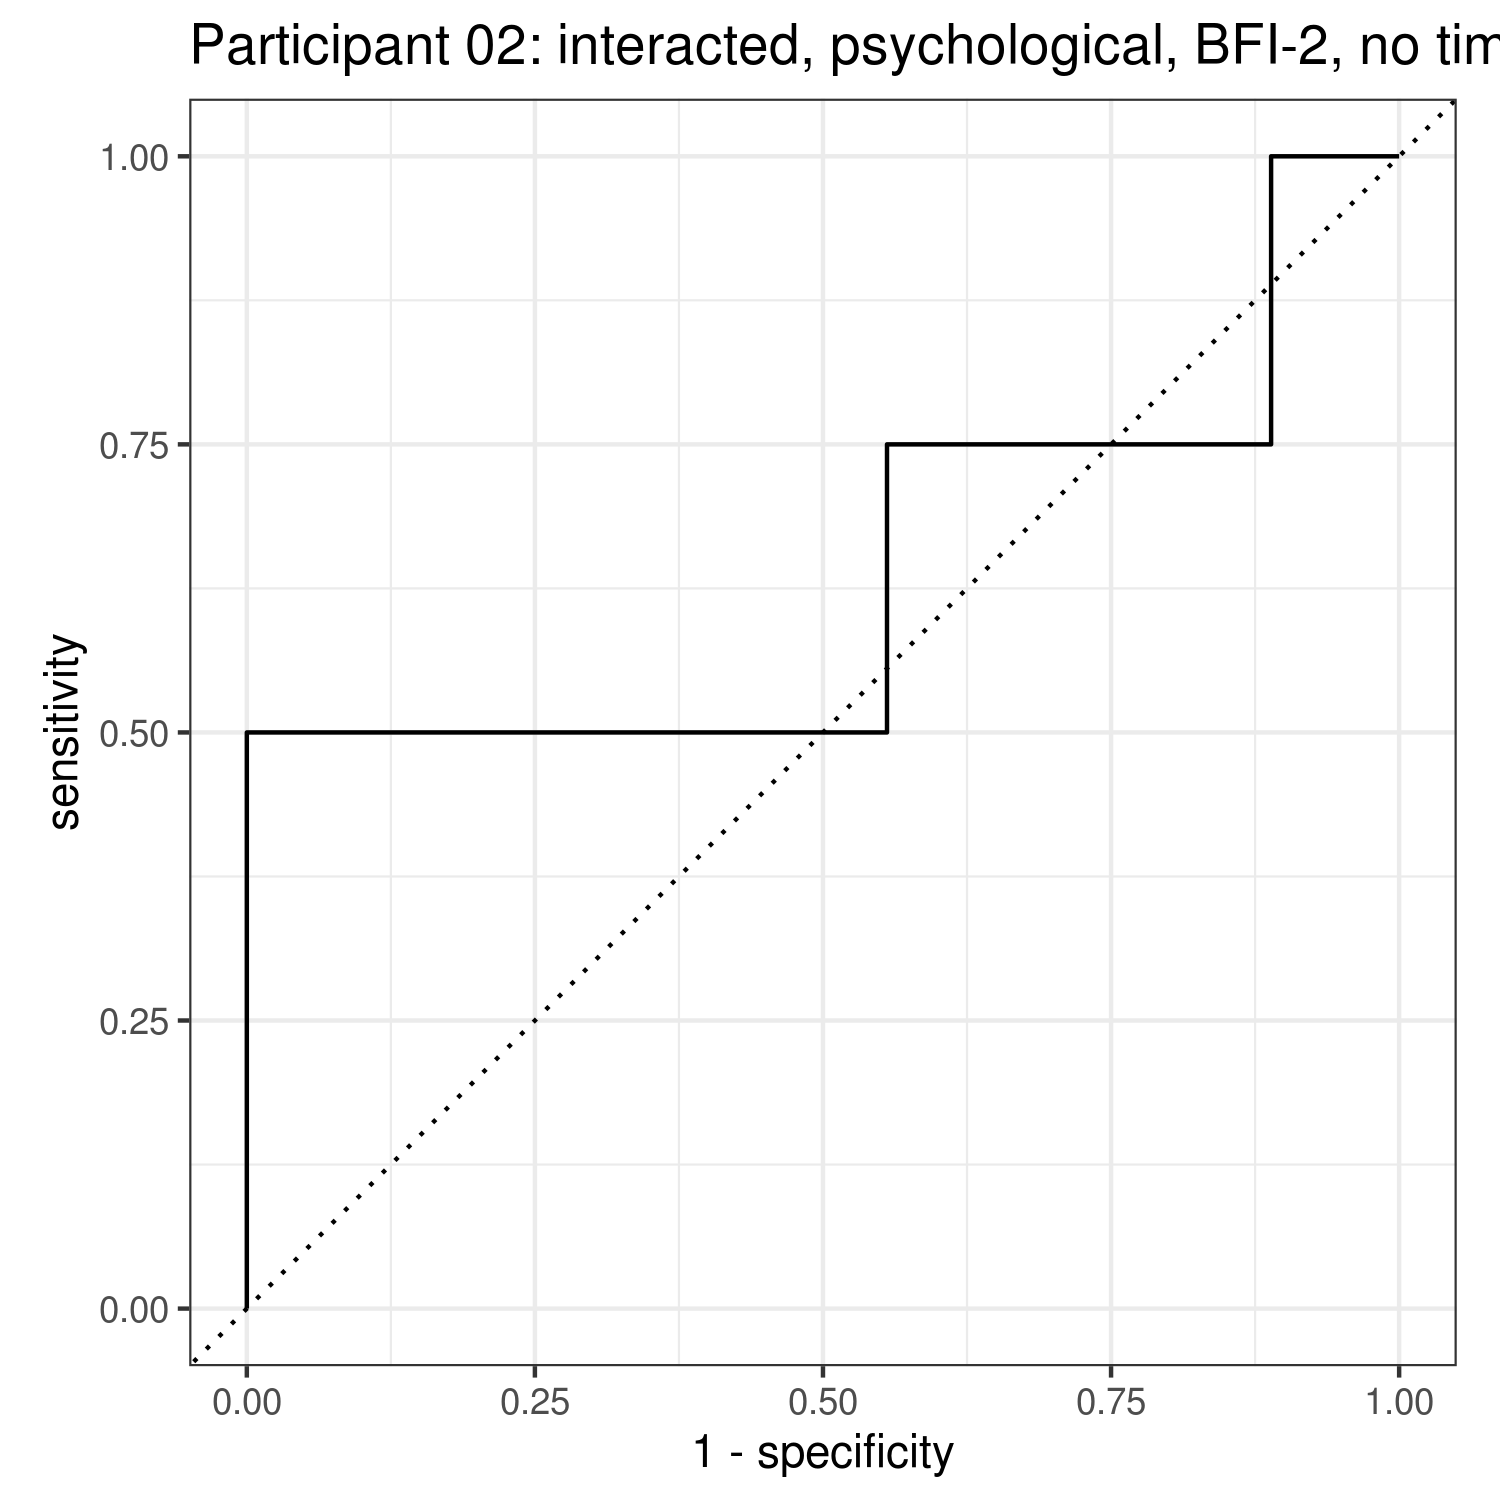 Participant 02: interacted, psychological, BFI-2, no tim
1.00
0.75
0.50
0.25
0.00
sensitivity
0.00 0.25 0.50 0.75 1.00
1 - specificity